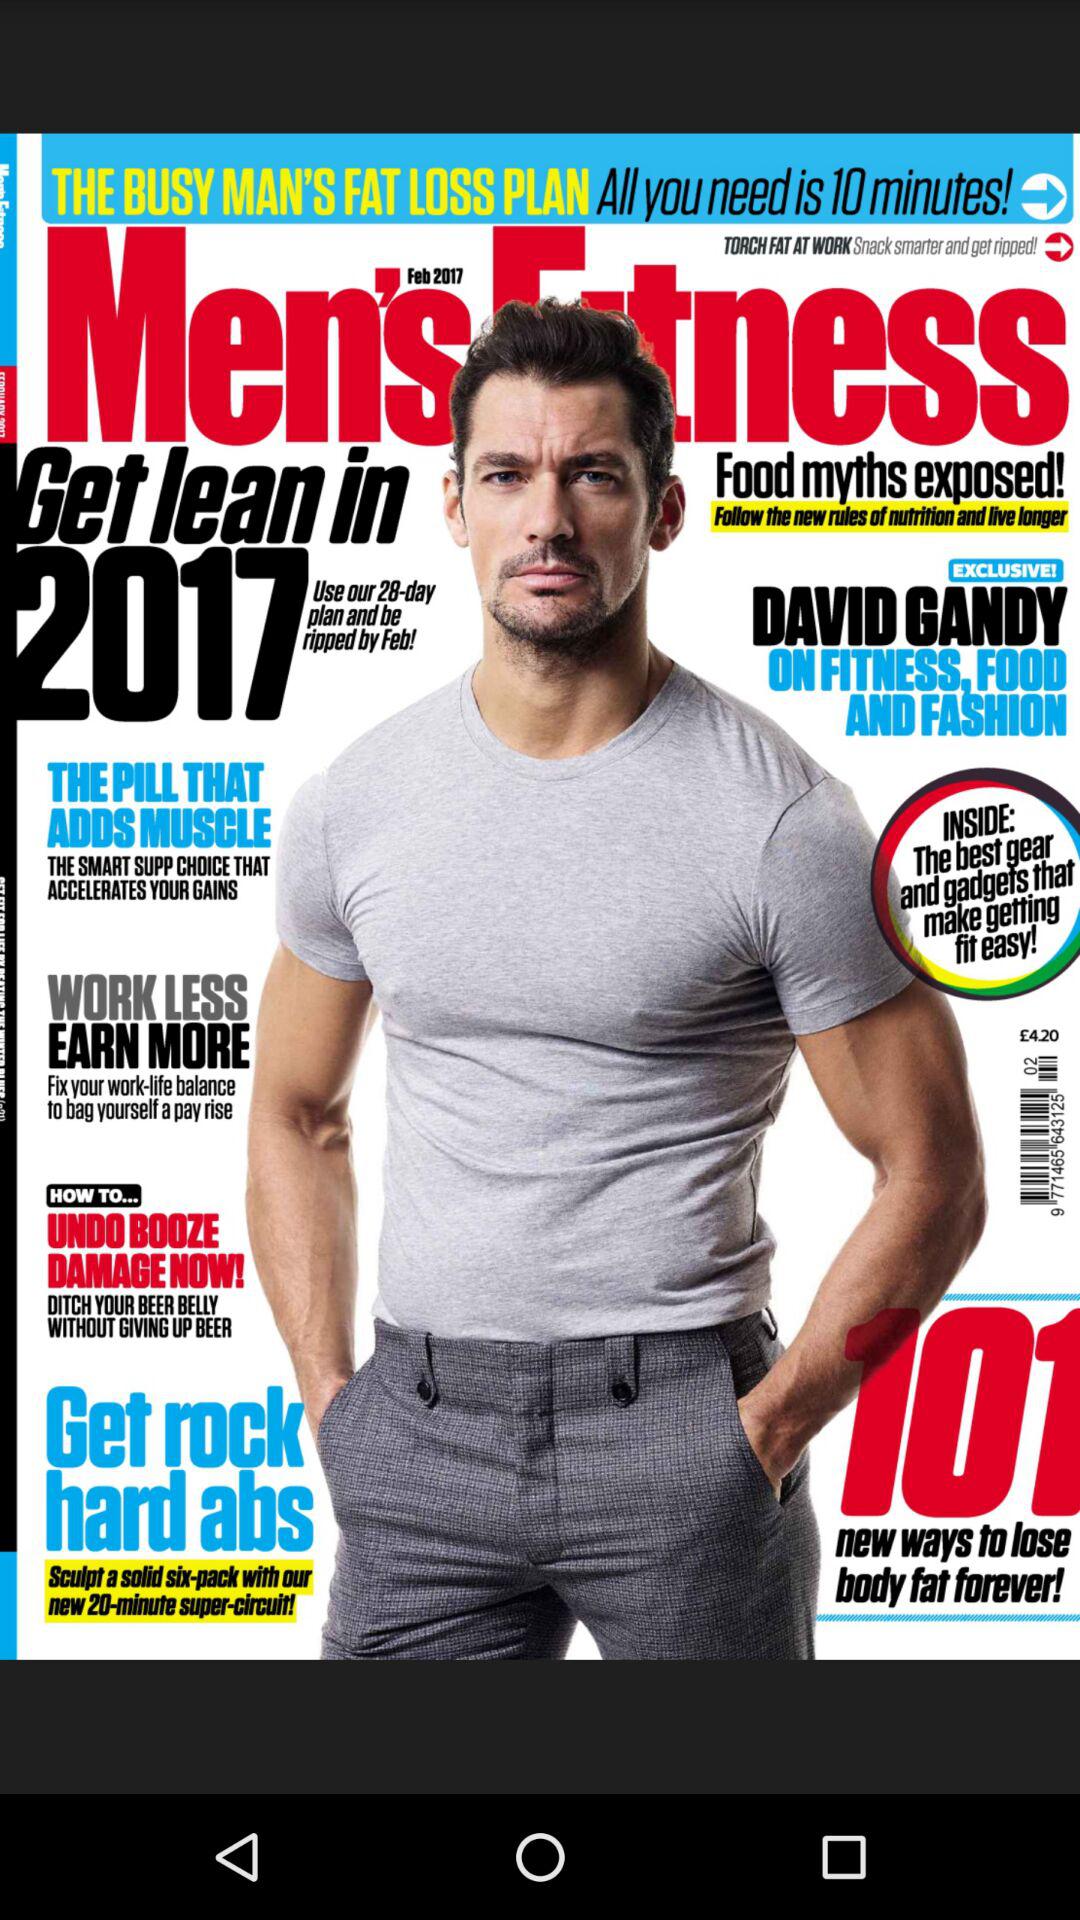 THE BUSY MAN'S FAT LOSS PLAN All you need is 10 minutes!
TORCH FAT AT WORK Snack smarter and get ripped!
Men's Fitness
Feb 2017
Get lean in
2017
Use our 28-day
plan and be
ripped by Feb!
Food myths exposed!
Follow the new rules of nutrition and live longer
EXCLUSIVE!
DAVID GANDY
ON FITNESS, FOOD
AND FASHION
THE PILL THAT
ADDS MUSCLE
THE SMART SUPP CHOICE THAT
ACCELERATES YOUR GAINS
INSIDE:
The best gear
and gadgets that
make getting
fit easy!
WORK LESS
EARN MORE
Fix your work-life balance
to bag yourself a pay rise
£4.20
02
9 771465 643125
HOW TO...
UNDO BOOZE
DAMAGE NOW!
DITCH YOUR BEER BELLY
WITHOUT GIVING UP BEER
Get rock
hard abs
Sculpt a solid six-pack with our
new 20-minute super-circuit!
101
new ways to lose
body fat forever!